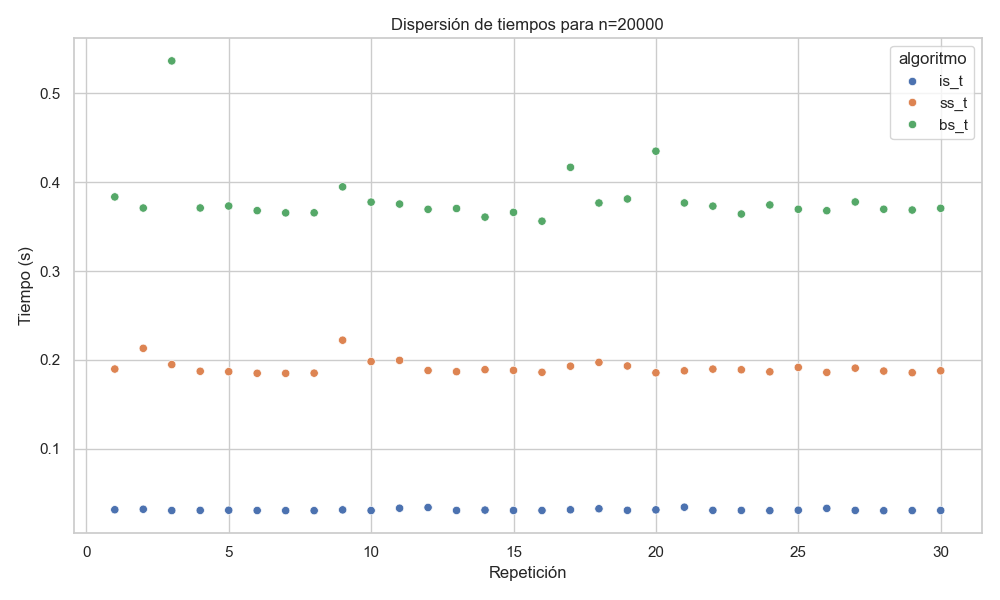 Dispersión de tiempos para n=20000
algoritmo
is_t
ss_t
bs_t
Tiempo (s)
0.5
0.4
0.3
0.2
0.1
0 5 10 15 20 25 30
Repetición